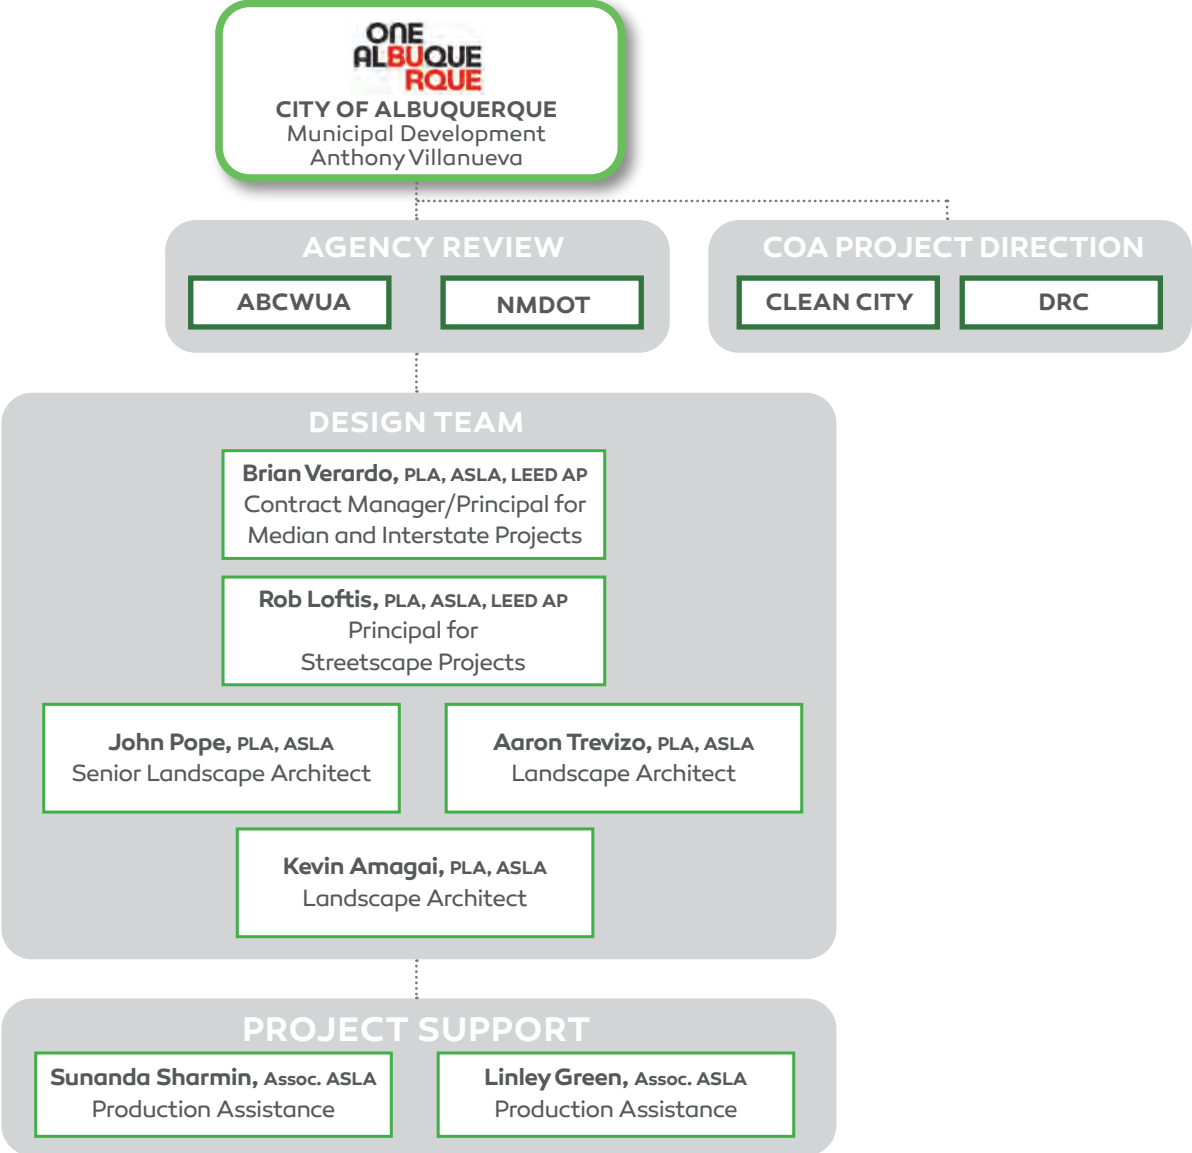 ONE
ALBUQUE
RQUE
CITY OF ALBUQUERQUE
Municipal Development
Anthony Villanueva
AGENCY REVIEW
ABCWUA
NMDOT
COA PROJECT DIRECTION
CLEAN CITY
DRC
DESIGN TEAM
Brian Verardo, PLA, ASLA, LEED AP
Contract Manager/Principal for
Median and Interstate Projects
Rob Loftis, PLA, ASLA, LEED AP
Principal for
Streetscape Projects
John Pope, PLA, ASLA
Senior Landscape Architect
Aaron Trevizo, PLA, ASLA
Landscape Architect
Kevin Amagai, PLA, ASLA
Landscape Architect
PROJECT SUPPORT
Sunanda Sharmin, Assoc. ASLA
Production Assistance
Linley Green, Assoc. ASLA
Production Assistance